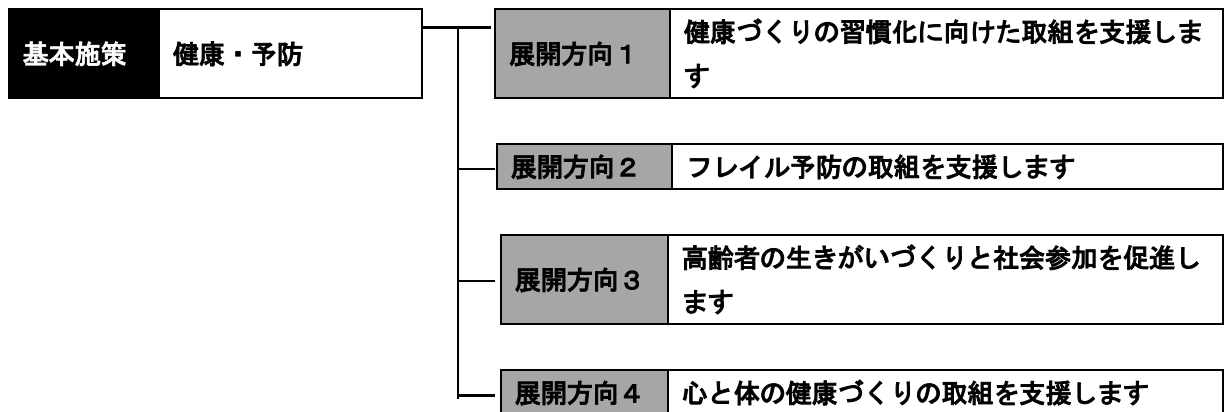 基本施策 健康・予防
展開方向1 健康づくりの習慣化に向けた取組を支援しま
す
展開方向2 フレイル予防の取組を支援します
展開方向3 高齢者の生きがいづくりと社会参加を促進し
ます
展開方向4 心と体の健康づくりの取組を支援します